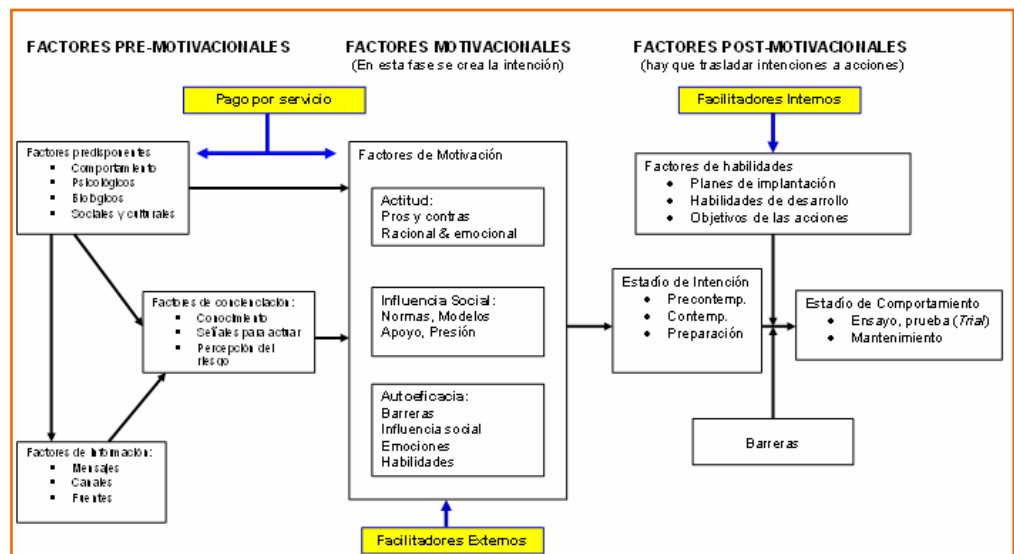 FACTORES PRE-MOTIVACIONALES
FACTORES MOTIVACIONALES
(En esta fase se crea la intención)
FACTORES POST-MOTIVACIONALES
(hay que trasladar intenciones a acciones)
Pago por servicio
Facilitadores Internos
Factores predisponentes
▪ Comportamiento
▪ Psicológicos
▪ Biológicos
▪ Sociales y culturales
Factores de concienciación:
▪ Conocimiento
▪ Señales para actuar
▪ Percepción del
riesgo
Factores de Información:
▪ Mensajes
▪ Canales
▪ Fuentes
Factores de Motivación
Actitud:
Pros y contras
Racional & emocional
Influencia Social:
Normas, Modelos
Apoyo, Presión
Autoeficacia:
Barreras
Influencia social
Emociones
Habilidades
Facilitadores Externos
Factores de habilidades
• Planes de implantación
• Habilidades de desarrollo
• Objetivos de las acciones
Estadío de Intención
• Precontemp.
• Contemp.
• Preparación
Estadío de Comportamiento
• Ensayo, prueba (Trial)
• Mantenimiento
Barreras